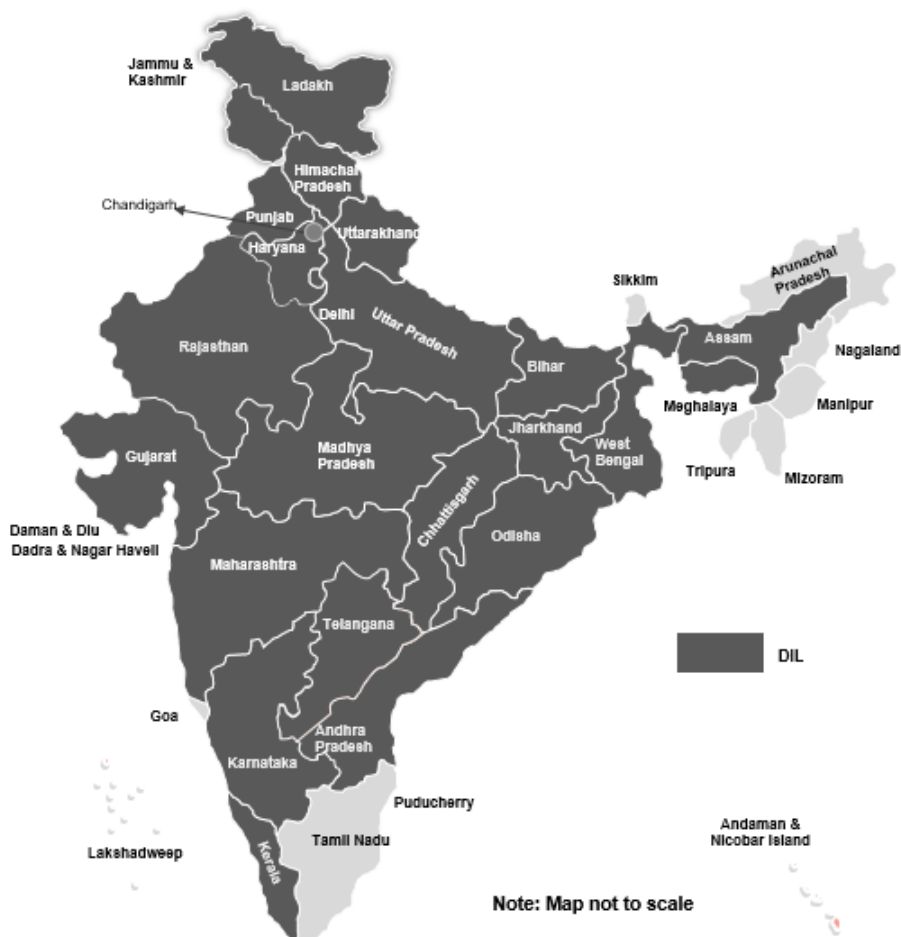 Jammu &
Kashmir
Ladakh
Himachal
Pradesh
Chandigarh
Punjab
Uttarakhand
Haryana
Sikkim
Arunachal
Pradesh
Delhi
Uttar Pradesh
Assam
Rajasthan
Bihar
Nagaland
Meghalaya
Manipur
Jharkhand
Gujarat
Madhya
Pradesh
West
Bengal
Tripura
Mizoram
Chhattisgarh
Daman & Diu
Dadra & Nagar Haveli
Odisha
Maharashtra
Telangana
DIL
Goa
Andhra
Pradesh
Karnataka
Puducherry
Tamil Nadu
Andaman &
Nicobar Island
Lakshadweep
Kerala
Note: Map not to scale